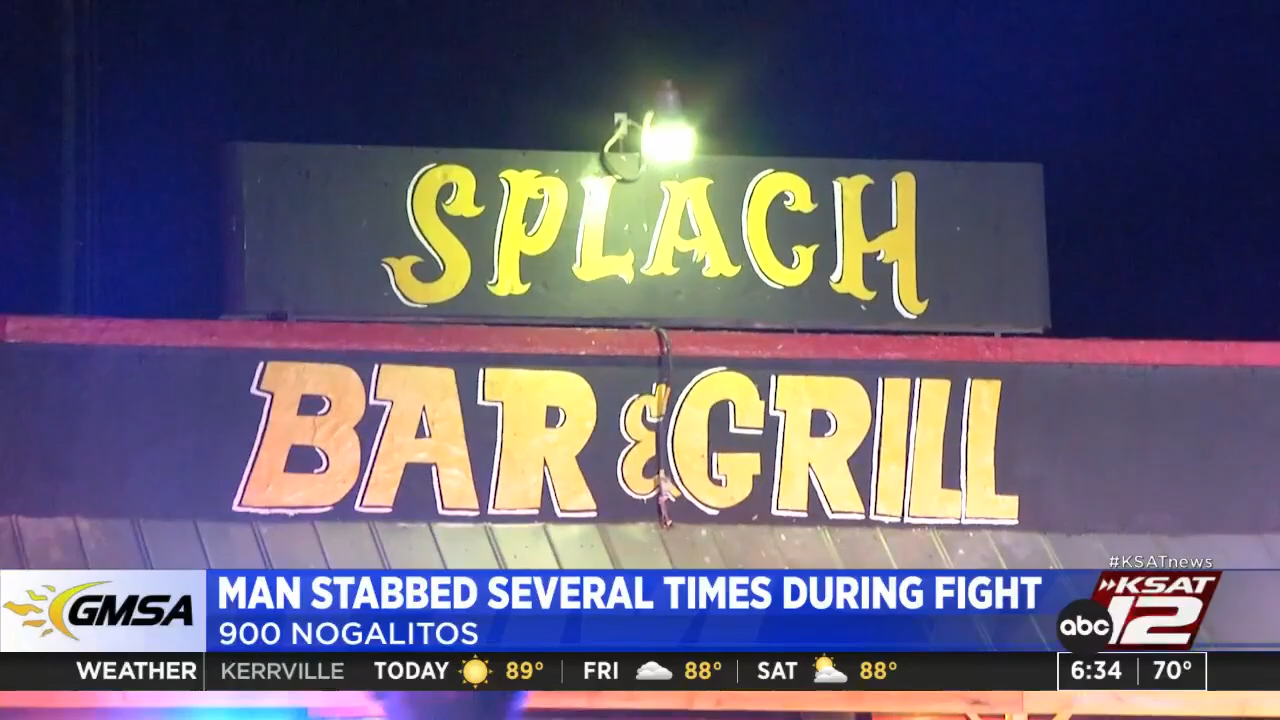 SPLACH
BAR & GRILL
#KSATnews
GMSA
MAN STABBED SEVERAL TIMES DURING FIGHT
900 NOGALITOS
abc
KSAT
12
WEATHER KERRVILLE TODAY 89° FRI 88° SAT 88° 6:34 70°